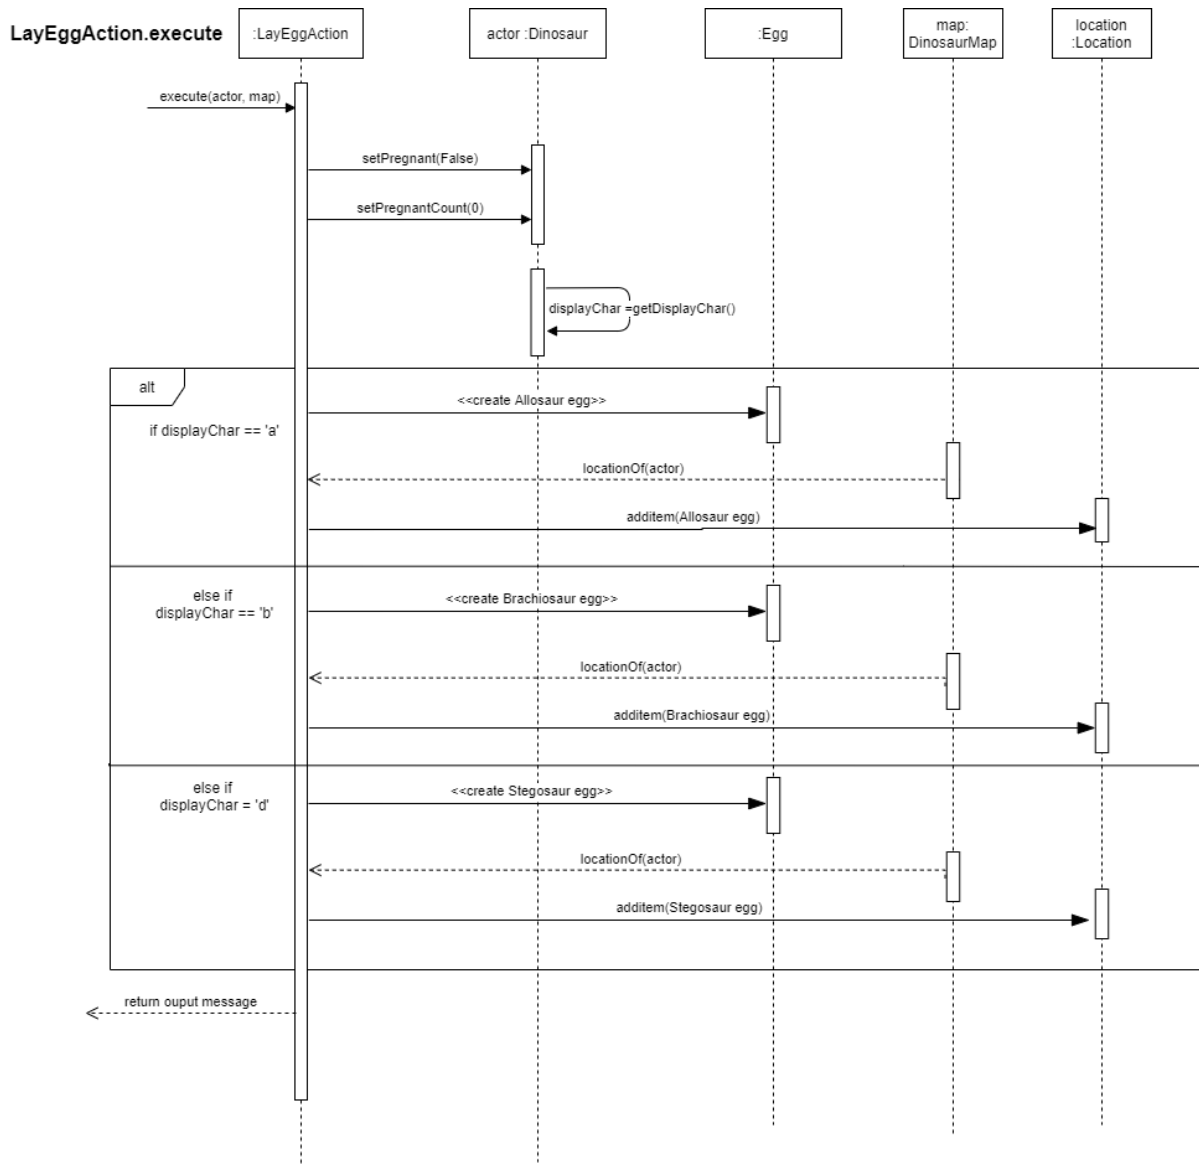 LayEggAction.execute
:LayEggAction
actor :Dinosaur
:Egg
map:
DinosaurMap
location
:Location
execute(actor, map)
setPregnant(False)
setPregnantCount(0)
displayChar =getDisplayChar()
alt
<<create Allosaur egg>>
if displayChar == 'a'
locationOf(actor)
additem(Allosaur egg)
else if
displayChar == 'b'
<<create Brachiosaur egg>>
locationOf(actor)
additem(Brachiosaur egg)
else if
displayChar = 'd'
<<create Stegosaur egg>>
locationOf(actor)
additem(Stegosaur egg)
return ouput message